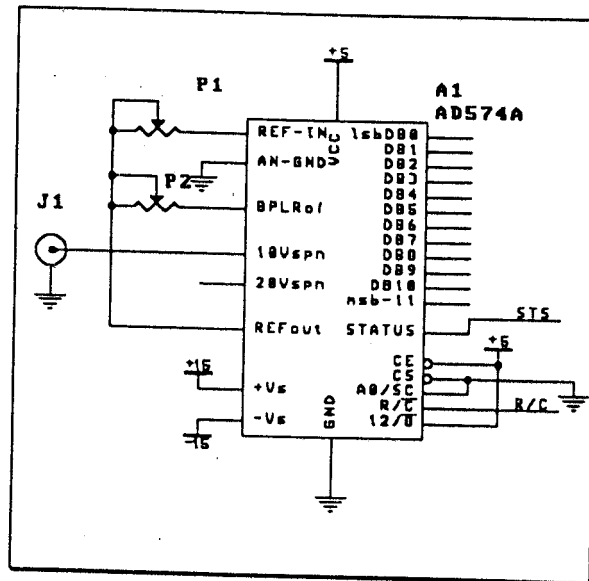 +5
P1
A1
AD574A
REF-IN
lsbDB0
VCC
DB1
AN-GND
DB2
DB3
P2
DB4
J1
BPLRof
DB5
DB6
DB7
10Vspn
DB8
DB9
20Vspn
DB10
msb-11
REFout
STATUS
STS
+5
CE
+15
CS
+Vs
A0/SC
R/C
R/C
-Vs
GND
12/8
-15